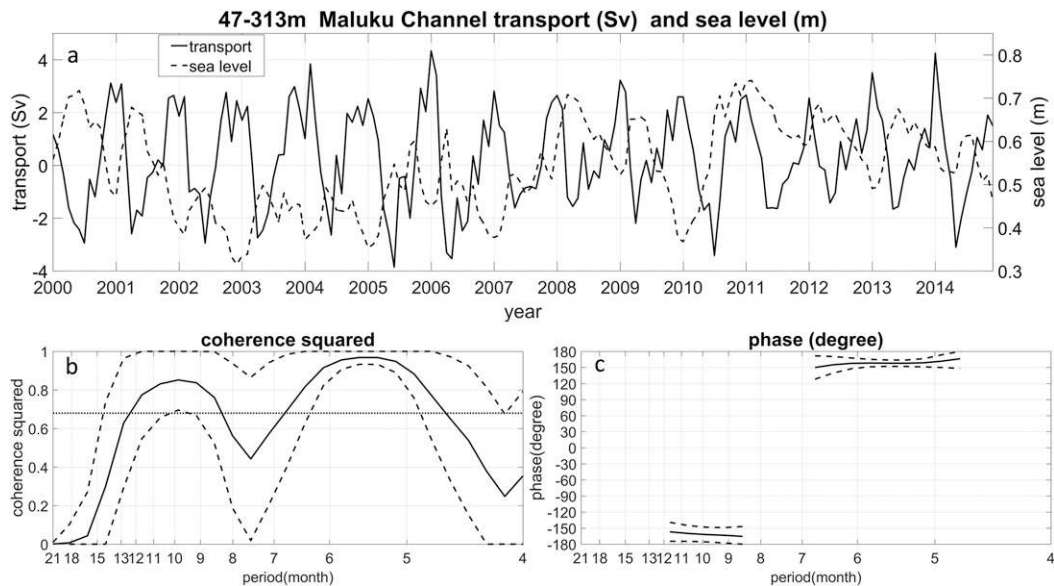 47-313m Maluku Channel transport (Sv) and sea level (m)
a
transport
sea level
transport (Sv)
4
2
0
-2
-4
sea level (m)
0.8
0.7
0.6
0.5
0.4
0.3
2000 2001 2002 2003 2004 2005 2006 2007 2008 2009 2010 2011 2012 2013 2014
year
coherence squared
b
coherence squared
1
0.8
0.6
0.4
0.2
0
21 18 15 13 12 11 10 9 8 7 6 5 4
period(month)
phase (degree)
c
phase(degree)
180
150
120
90
60
30
0
-30
-60
-90
-120
-150
-180
21 18 15 13 12 11 10 9 8 7 6 5 4
period(month)